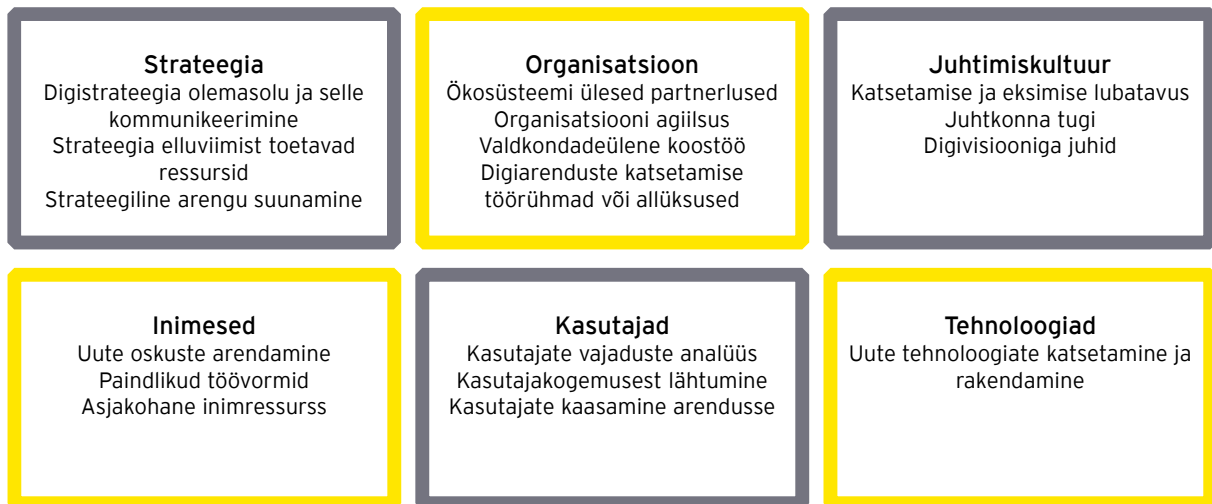 Strateegia
Digistrateegia olemasolu ja selle
kommunikeerimine
Strateegia elluviimist toetavad
ressursid
Strateegiline arengu suunamine
Organisatsioon
Ökosüsteemi ülesed partnerlused
Organisatsiooni agiilsus
Valdkondadeülene koostöö
Digiarenduste katsetamise
töörühmad või allüksused
Juhtimiskultuur
Katsetamise ja eksimise lubatavus
Juhtkonna tugi
Digivisiooniga juhid
Inimesed
Uute oskuste arendamine
Paindlikud töövormid
Asjakohane inimressurss
Kasutajad
Kasutajate vajaduste analüüs
Kasutajakogemusest lähtumine
Kasutajate kaasamine arendusse
Tehnoloogiad
Uute tehnoloogiate katsetamine ja
rakendamine